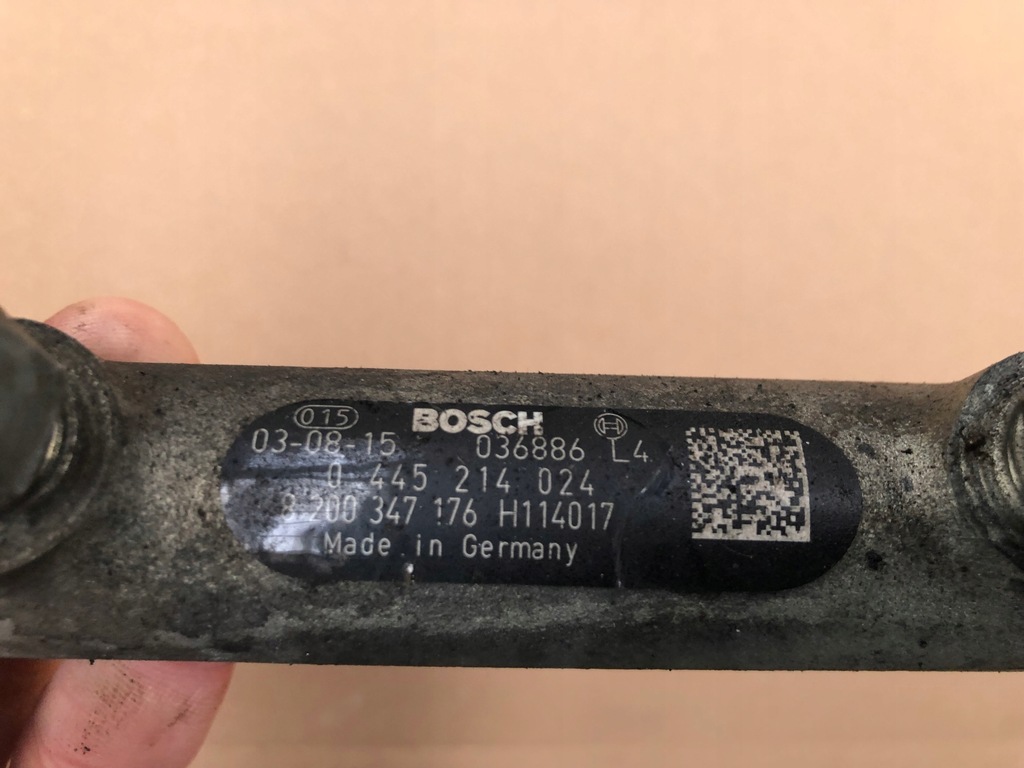 015 BOSCH
03-08-15 036886 L4
0 445 214 024
8 200 347 176 H114017
Made in Germany